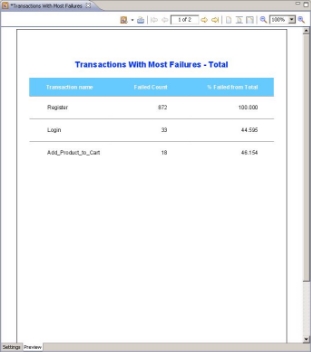 *Transactions With Most Failures
1 of 2
100%
Transactions With Most Failures - Total
Transaction name Failed Count % Failed from Total
Register 872 100.000
Login 33 44.595
Add_Product_to_Cart 18 46.154
Settings Preview